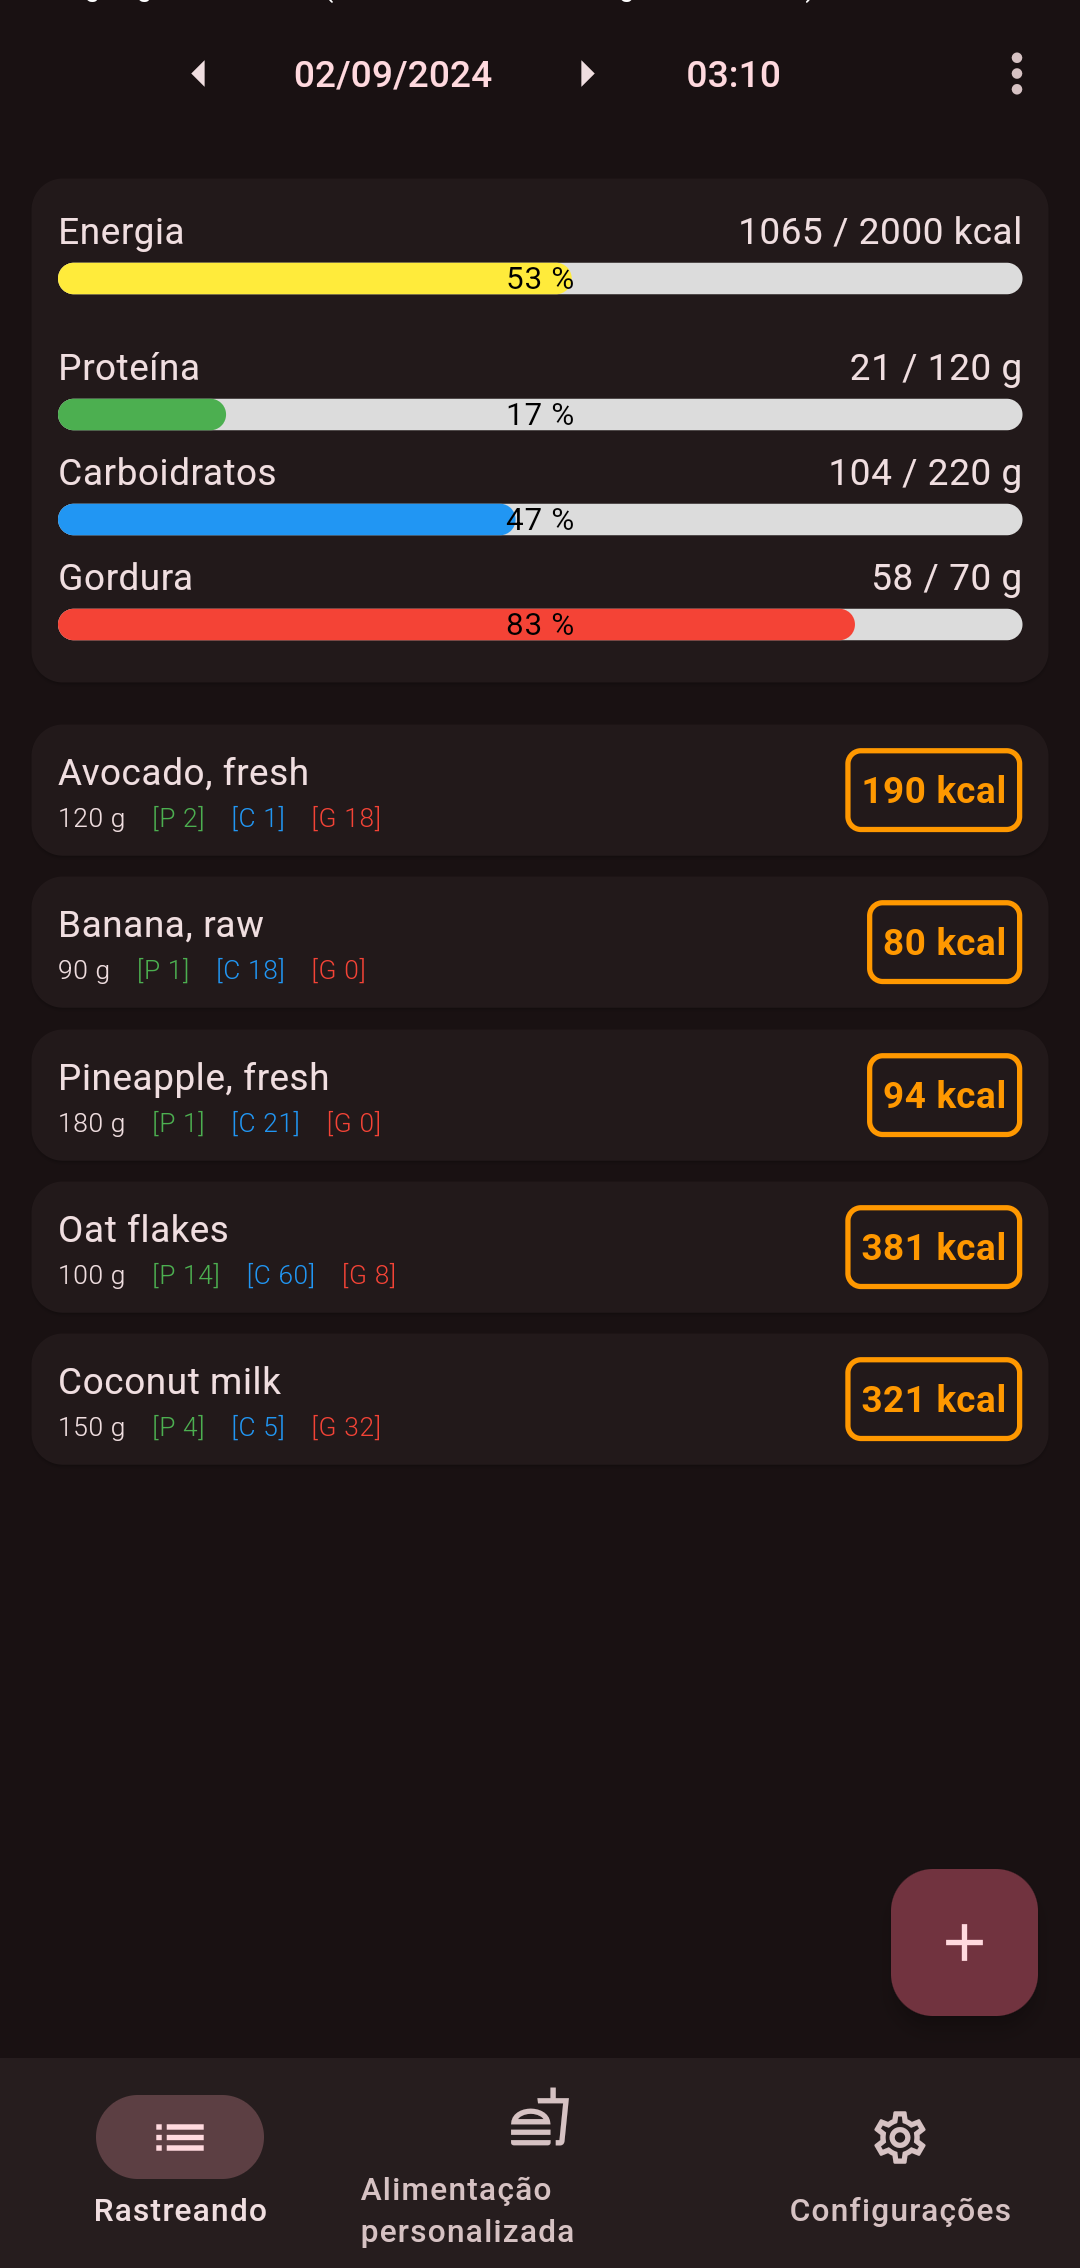 02/09/2024 03:10
Energia 1065 / 2000 kcal
53 %
Proteína 21 / 120 g
17 %
Carboidratos 104 / 220 g
47 %
Gordura 58 / 70 g
83 %
Avocado, fresh
120 g [P 2] [C 1] [G 18]
190 kcal
Banana, raw
90 g [P 1] [C 18] [G 0]
80 kcal
Pineapple, fresh
180 g [P 1] [C 21] [G 0]
94 kcal
Oat flakes
100 g [P 14] [C 60] [G 8]
381 kcal
Coconut milk
150 g [P 4] [C 5] [G 32]
321 kcal
Rastreando
Alimentação
personalizada
Configurações